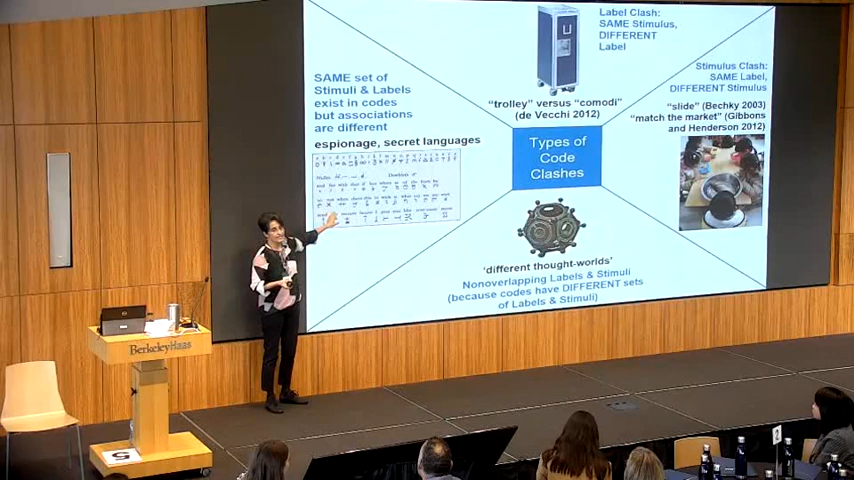 SAME set of
Stimuli & Labels
exist in codes
but associations
are different
espionage, secret languages
Label Clash:
SAME Stimulus,
DIFFERENT
Label
"trolley" versus "comodi"
(de Vecchi 2012)
Stimulus Clash:
SAME Label,
DIFFERENT Stimulus
"slide" (Bechky 2003)
"match the market" (Gibbons
and Henderson 2012)
Types of
Code
Clashes
'different thought-worlds'
Nonoverlapping Labels & Stimuli
(because codes have DIFFERENT sets
of Labels & Stimuli)
BerkeleyHaas
5